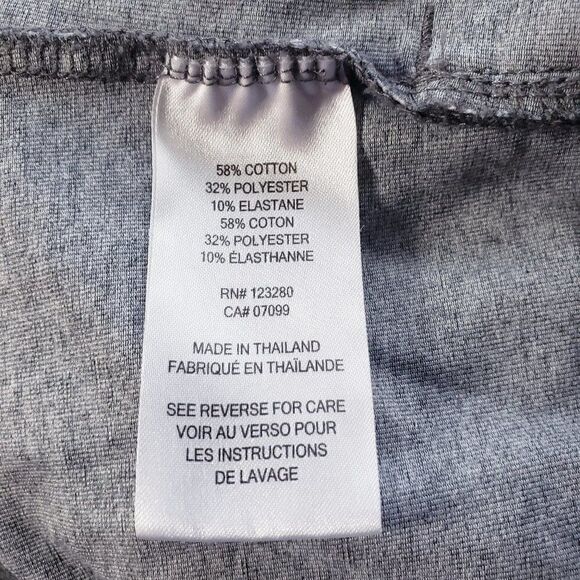 58% COTTON
32% POLYESTER
10% ELASTANE
58% COTON
32% POLYESTER
10% ÉLASTHANNE
RN# 123280
CA# 07099
MADE IN THAILAND
FABRIQUÉ EN THAÏLANDE
SEE REVERSE FOR CARE
VOIR AU VERSO POUR
LES INSTRUCTIONS
DE LAVAGE